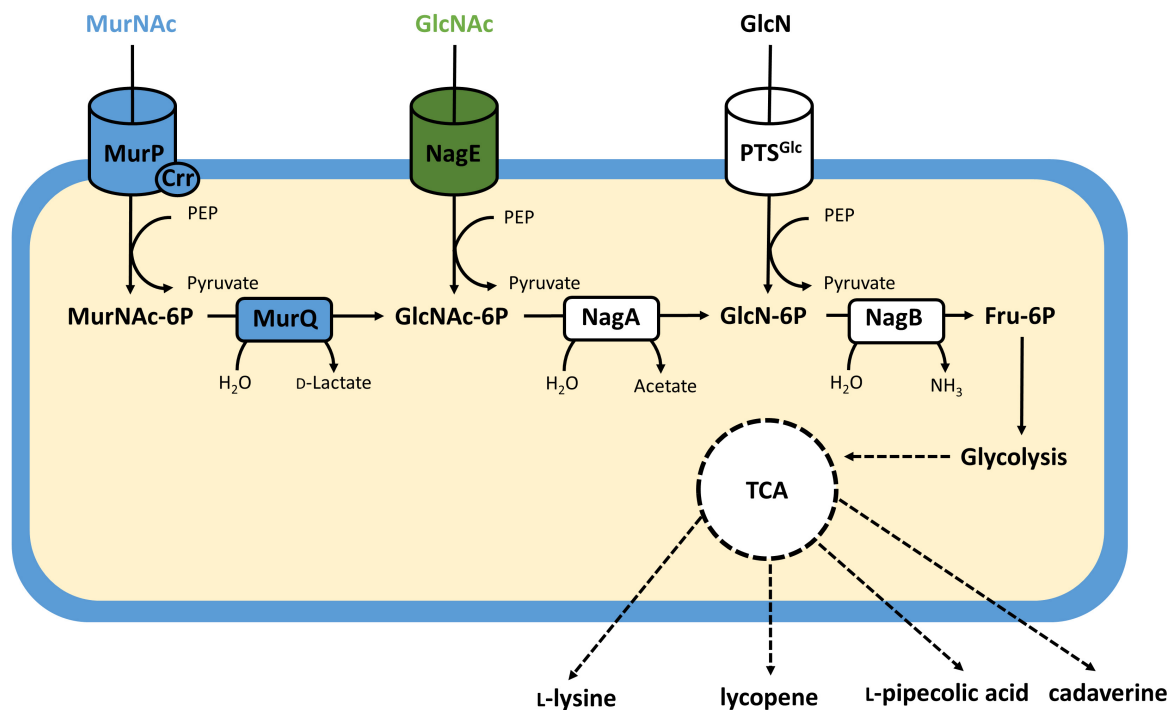 MurNAc
GlcNAc
GlcN
MurP
Crr
NagE
PTSᴳˡᶜ
PEP
PEP
PEP
Pyruvate
Pyruvate
Pyruvate
MurNAc-6P
MurQ
GlcNAc-6P
NagA
GlcN-6P
NagB
Fru-6P
H₂O
D-Lactate
H₂O
Acetate
H₂O
NH₃
Glycolysis
TCA
L-lysine
lycopene
L-pipecolic acid
cadaverine